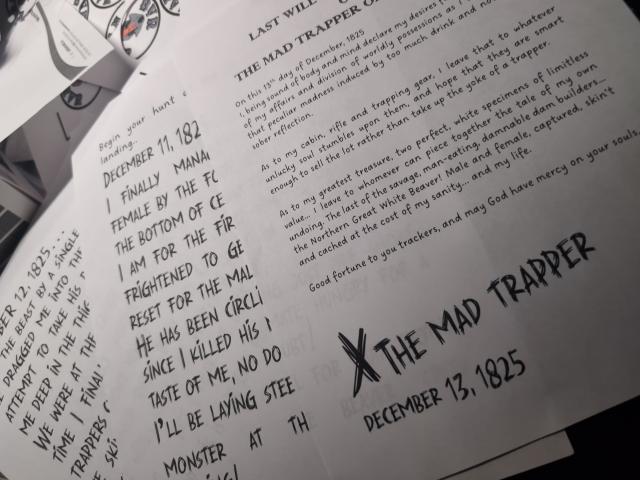 LAST WILL
THE MAD TRAPPER O
On this 13th day of December, 1825
I, being sound of body and mind declare my desires
of my affairs and division of worldly possessions as I
that peculiar madness induced by too much drink and no
sober reflection.
As to my cabin, rifle and trapping gear, I leave that to whatever
unlucky soul stumbles upon them, and hope that they are smart
enough to sell the lot rather than take up the yoke of a trapper.
As to my greatest treasure, two perfect, white specimens of limitless
value... I leave to whomever can piece together the tale of my own
undoing. The last of the savage, man-eating, damnable dam builders...
the Northern Great White Beaver! Male and female, captured, skin't
and cached at the cost of my sanity... and my life.
Good fortune to you trackers, and may God have mercy on your souls
X THE MAD TRAPPER
DECEMBER 13, 1825
Begin your hunt
landing...
DECEMBER 11, 182
I FINALLY MANA
FEMALE BY THE FO
THE BOTTOM OF CE
I AM FOR THE FIR
FRIGHTENED TO GE
RESET FOR THE MAL
HE HAS BEEN CIRCLI
SINCE I KILLED HIS
TASTE OF ME, NO DO
I'LL BE LAYING STEE
MONSTER AT TH
BER 12, 1825...
THE BEAST BY A SINGLE
DRAGGED ME INTO TH
ATTEMPT TO TAKE HIS
ME DEEP IN THE THIC
WE WERE AT THE
TIME I FINAL
TRAPPERS
SKI